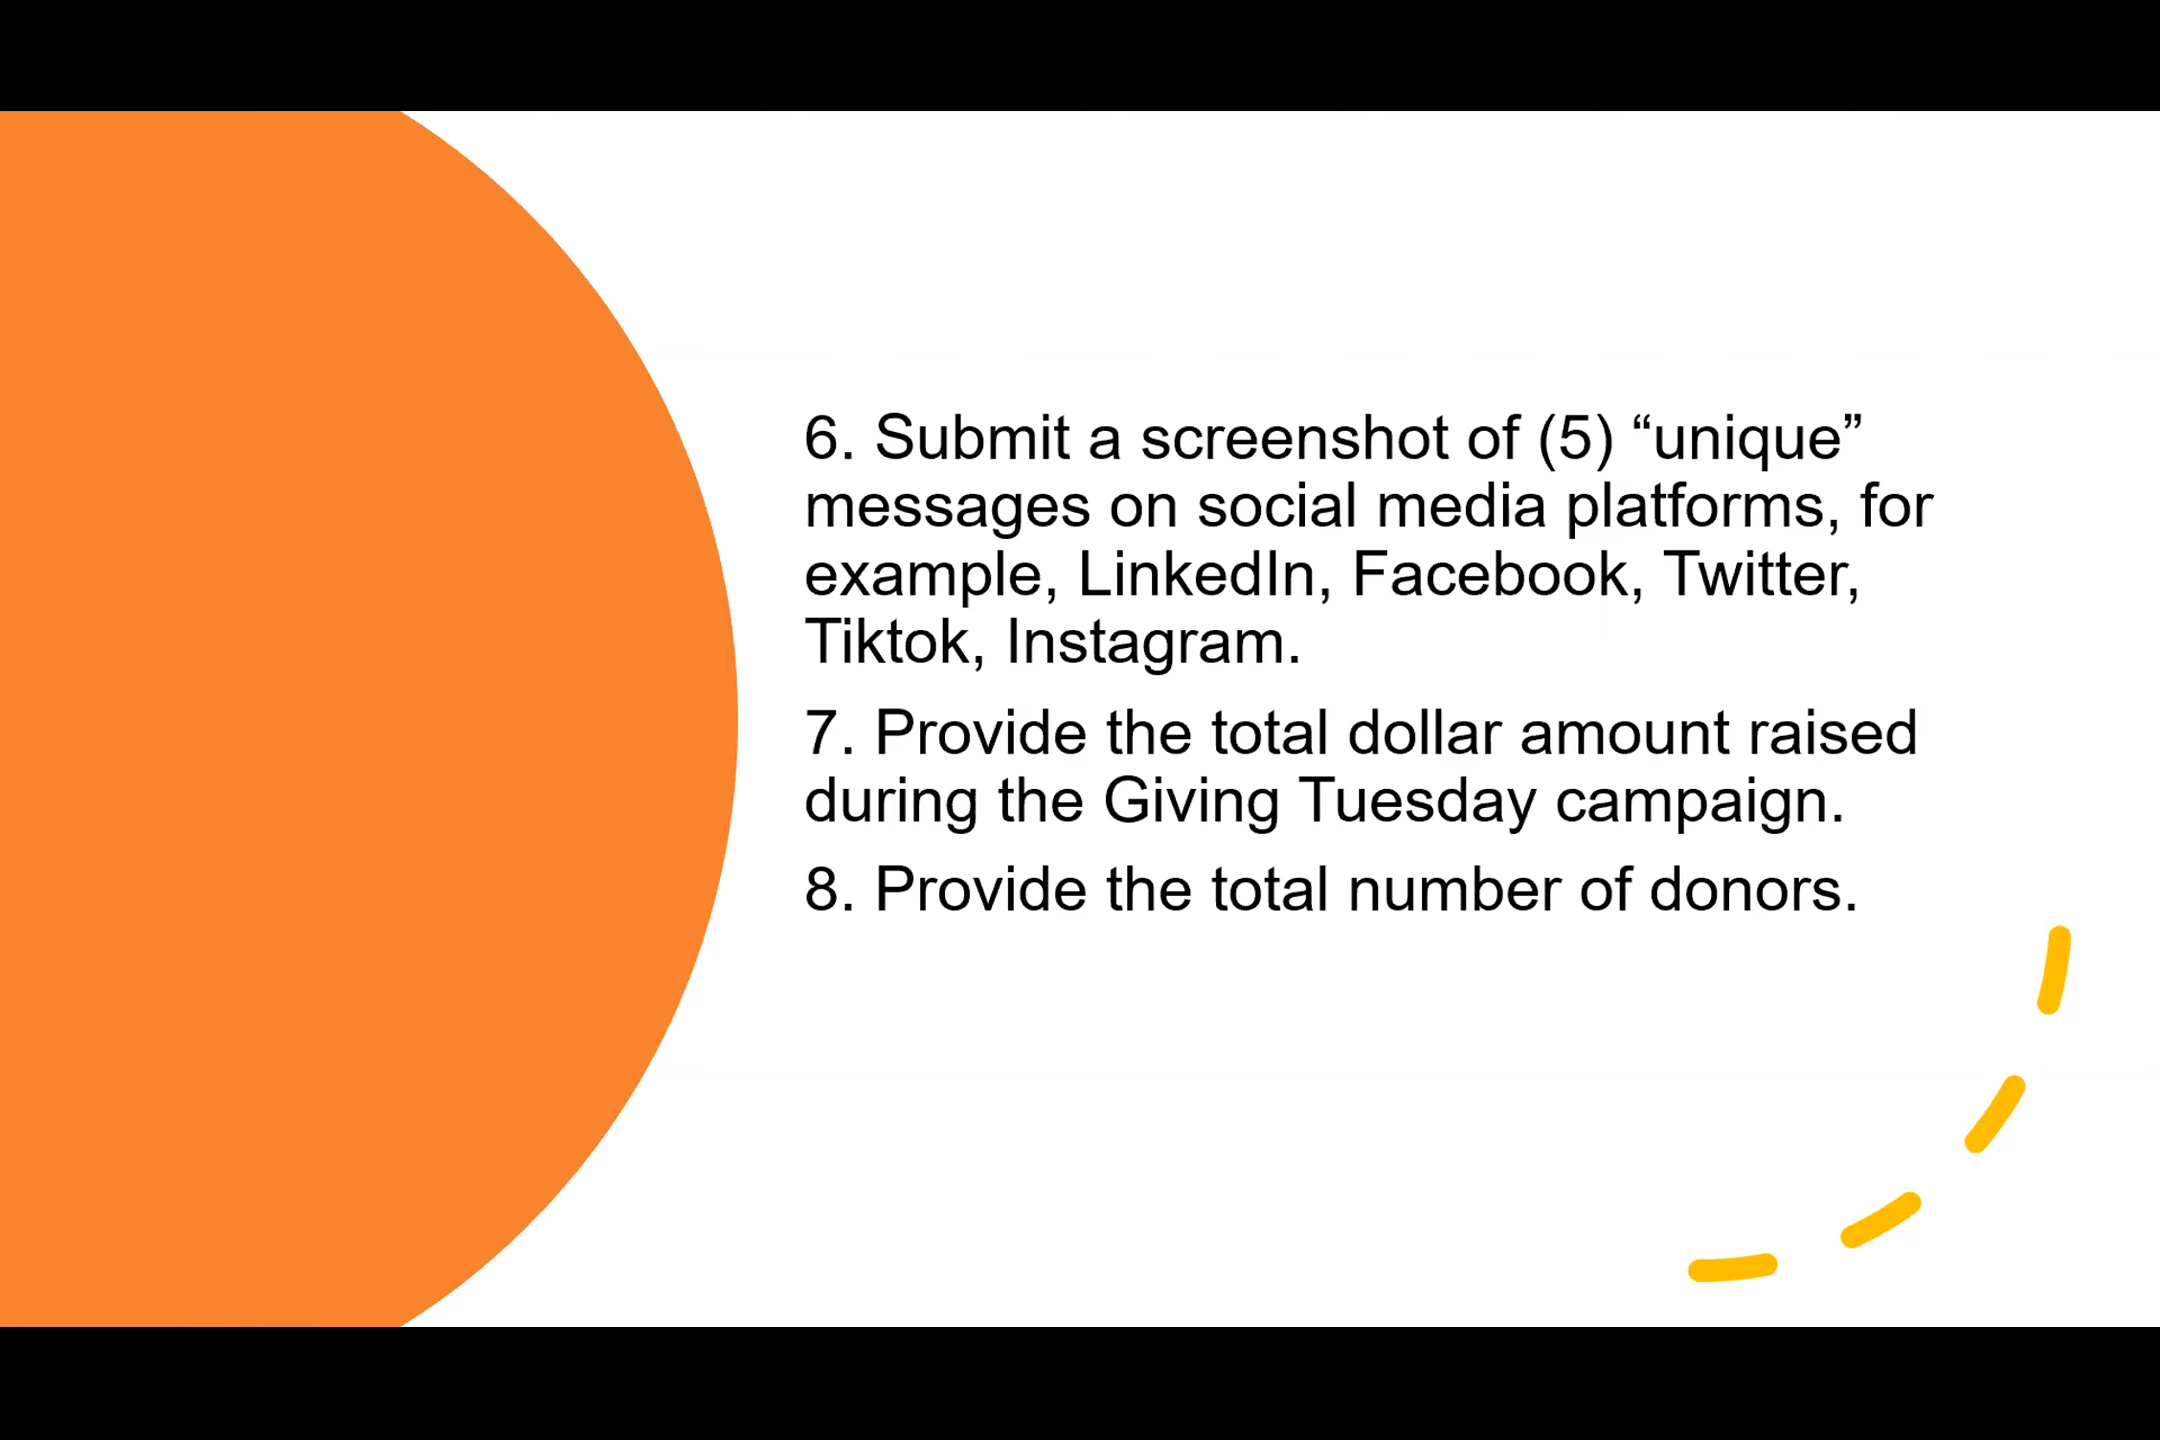 6. Submit a screenshot of (5) “unique”
messages on social media platforms, for
example, LinkedIn, Facebook, Twitter,
Tiktok, Instagram.
7. Provide the total dollar amount raised
during the Giving Tuesday campaign.
8. Provide the total number of donors.